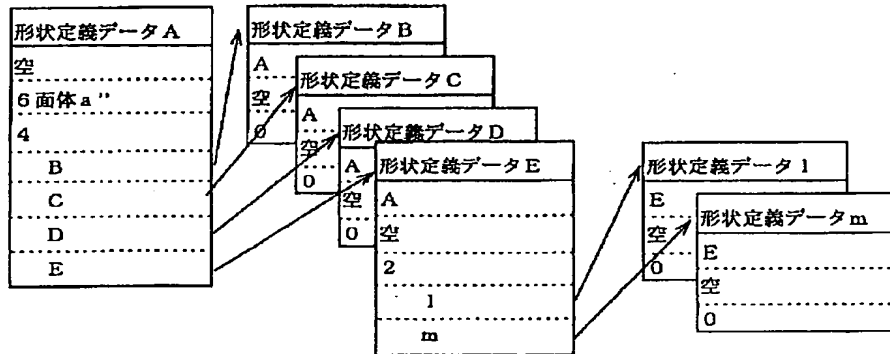 形状定義データA
空
6面体a"
4
B
C
D
E
形状定義データB
A
空
0
形状定義データC
A
空
0
形状定義データD
A
空
0
形状定義データE
A
空
2
l
m
形状定義データl
E
空
0
形状定義データm
E
空
0